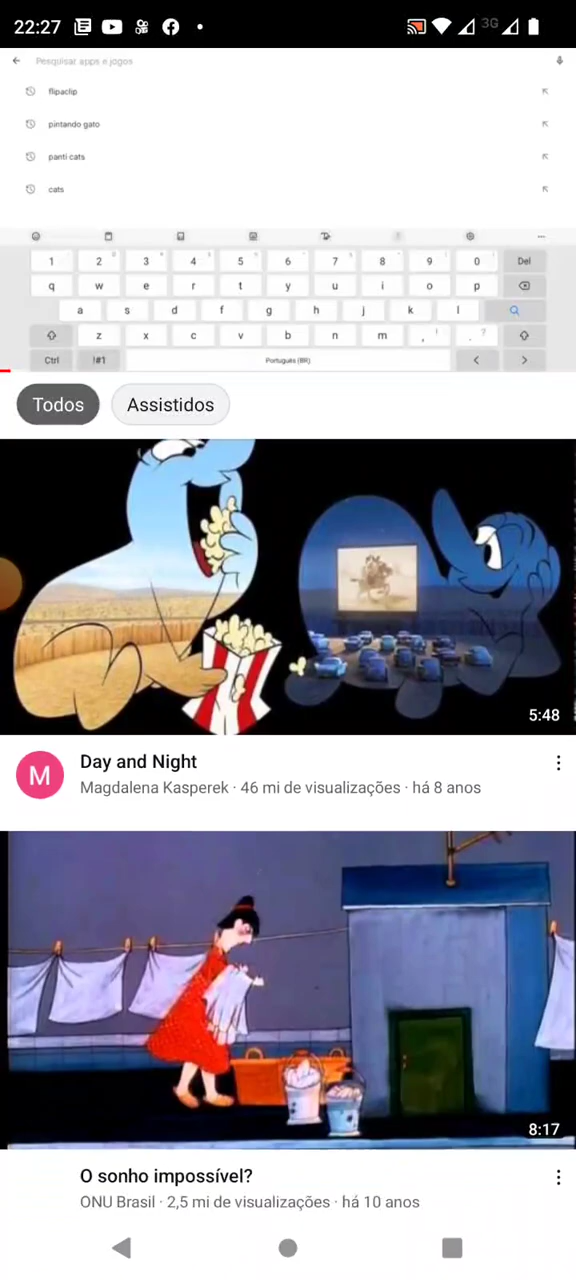 22:27
3G
Pesquisar apps e jogos
flipaclip
pintando gato
panti cats
cats
1 2 3 4 5 6 7 8 9 0 Del
q w e r t y u i o p
a s d f g h j k l
z x c v b n m , ! . ?
Ctrl !#1 Português (BR) < >
Todos Assistidos
5:48
M
Day and Night
Magdalena Kasperek · 46 mi de visualizações · há 8 anos
8:17
O sonho impossível?
ONU Brasil · 2,5 mi de visualizações · há 10 anos